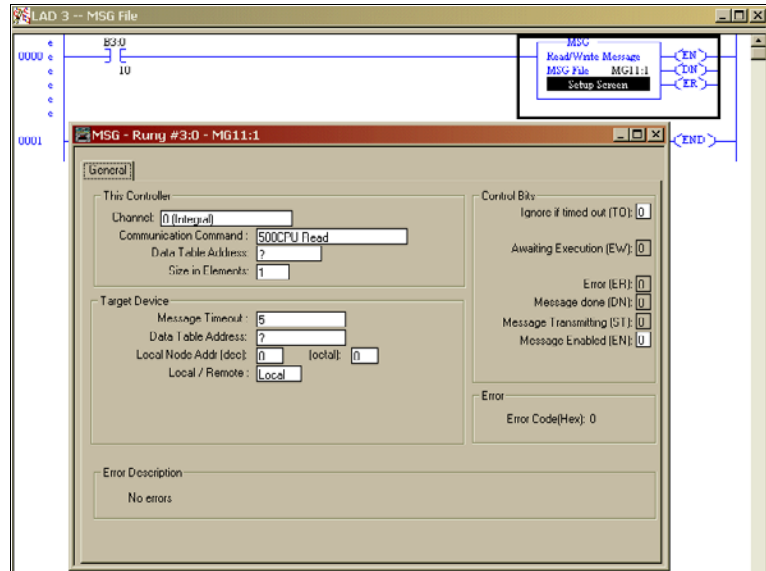 LAD 3 -- MSG File
0000
e
e
e
e
e
B3:0
10
MSG
Read/Write Message
MSG File MG11:1
Setup Screen
EN
DN
ER
0001
END
MSG - Rung #3:0 - MG11:1
General
This Controller
Channel: 0 (Integral)
Communication Command : 500CPU Read
Data Table Address: ?
Size in Elements: 1
Target Device
Message Timeout : 5
Data Table Address: ?
Local Node Addr (dec): 0 (octal): 0
Local / Remote : Local
Control Bits
Ignore if timed out (TO): 0
Awaiting Execution (EW): 0
Error (ER): 0
Message done (DN): 0
Message Transmitting (ST): 0
Message Enabled (EN): 0
Error
Error Code(Hex): 0
Error Description
No errors